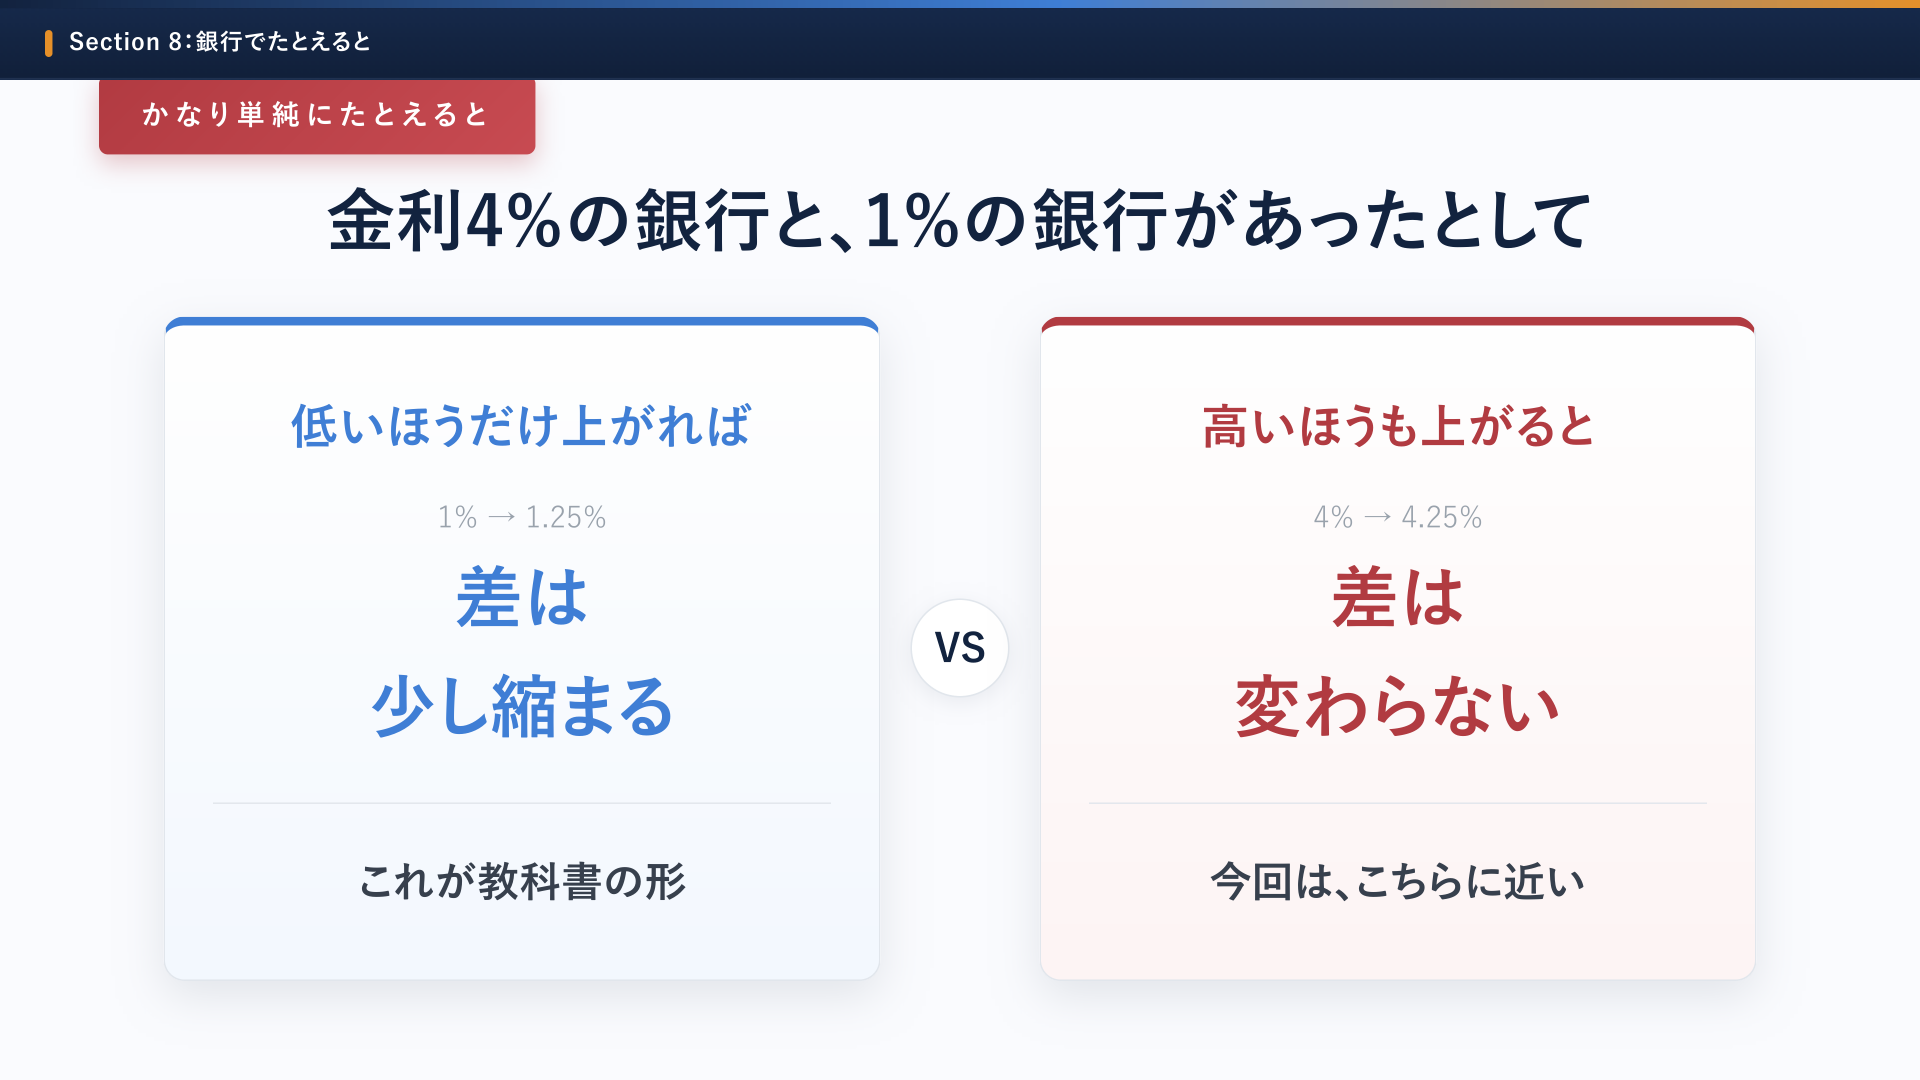 Section 8：銀行でたとえると
かなり単純にたとえると
金利4%の銀行と、1%の銀行があったとして
低いほうだけ上がれば
1% → 1.25%
差は
少し縮まる
これが教科書の形
VS
高いほうも上がると
4% → 4.25%
差は
変わらない
今回は、こちらに近い